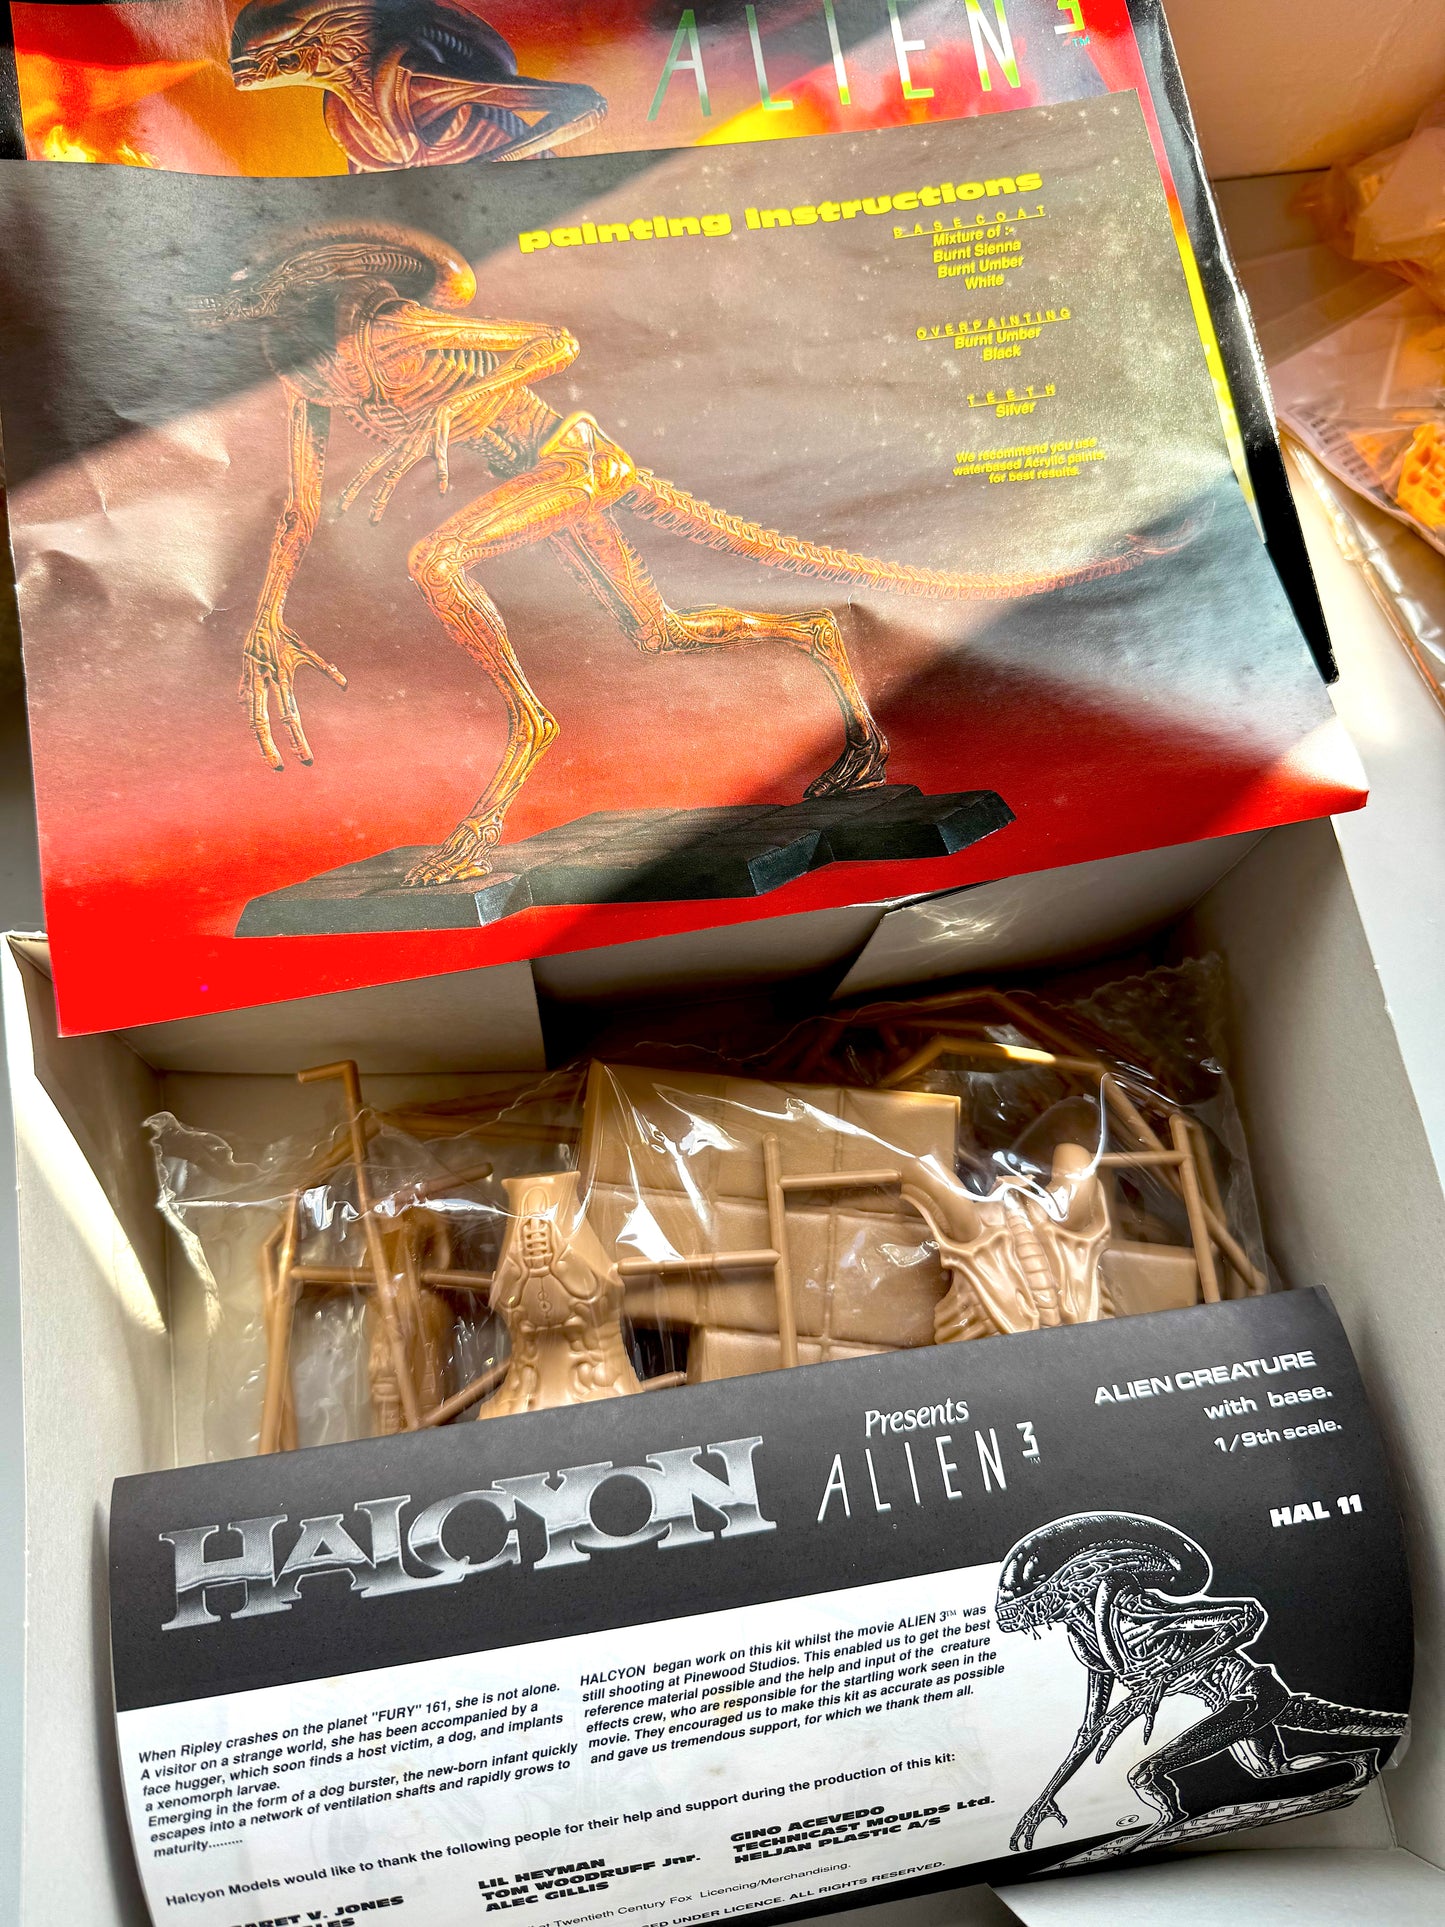 ALIEN 3
TM
painting instructions
BASECOAT
Mixture of :-
Burnt Sienna
Burnt Umber
White
OVERPAINTING
Burnt Umber
Black
TEETH
Silver
We recommend you use
waterbased Acrylic paints,
for best results.
HALCYON
Presents
ALIEN 3
TM
ALIEN CREATURE
with base.
1/9th scale.
HAL 11
When Ripley crashes on the planet "FURY" 161, she is not alone.
A visitor on a strange world, she has been accompanied by a
face hugger, which soon finds a host victim, a dog, and implants
a xenomorph larvae.
Emerging in the form of a dog burster, the new-born infant quickly
escapes into a network of ventilation shafts and rapidly grows to
maturity.........
HALCYON began work on this kit whilst the movie ALIEN 3™ was
still shooting at Pinewood Studios. This enabled us to get the best
reference material possible and the help and input of the creature
effects crew, who are responsible for the startling work seen in the
movie. They encouraged us to make this kit as accurate as possible
and gave us tremendous support, for which we thank them all.
Halcyon Models would like to thank the following people for their help and support during the production of this kit:
V. JONES
LIL HEYMAN
TOM WOODRUFF Jnr.
ALEC GILLIS
GINO ACEVEDO
TECHNICAST MOULDS Ltd.
HELJAN PLASTIC A/S
Twentieth Century Fox Licencing/Merchandising.
UNDER LICENCE. ALL RIGHTS RESERVED.
CE